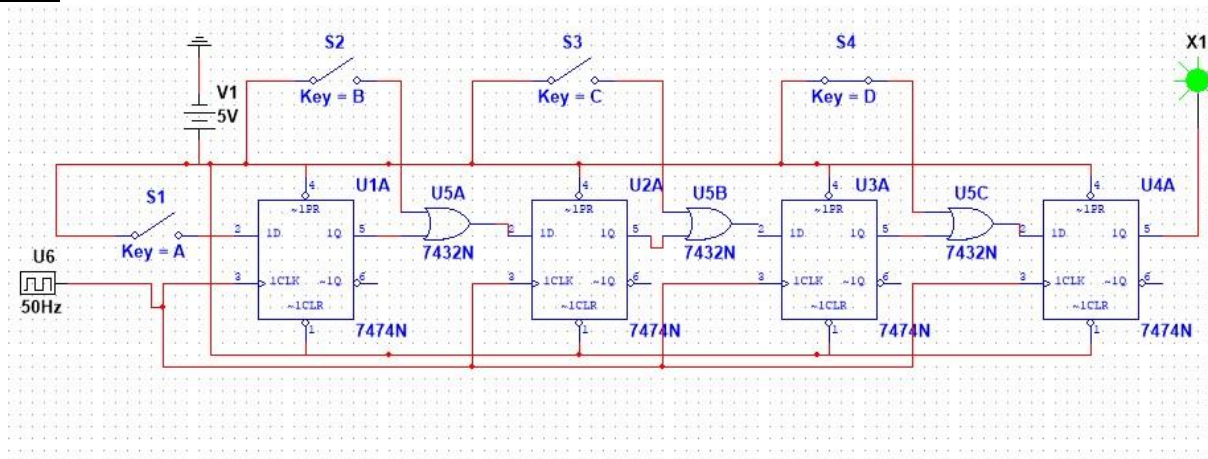 S2
S3
S4
X1
Key = B
Key = C
Key = D
V1
5V
S1
Key = A
U6
50Hz
4
U1A
~1PR
2
1D
1Q
5
3
1CLK
~1Q
6
~1CLR
1
7474N
U5A
7432N
4
U2A
~1PR
2
1D
1Q
5
3
1CLK
~1Q
6
~1CLR
1
7474N
U5B
7432N
4
U3A
~1PR
2
1D
1Q
5
3
1CLK
~1Q
6
~1CLR
1
7474N
U5C
7432N
4
U4A
~1PR
2
1D
1Q
5
3
1CLK
~1Q
6
~1CLR
1
7474N